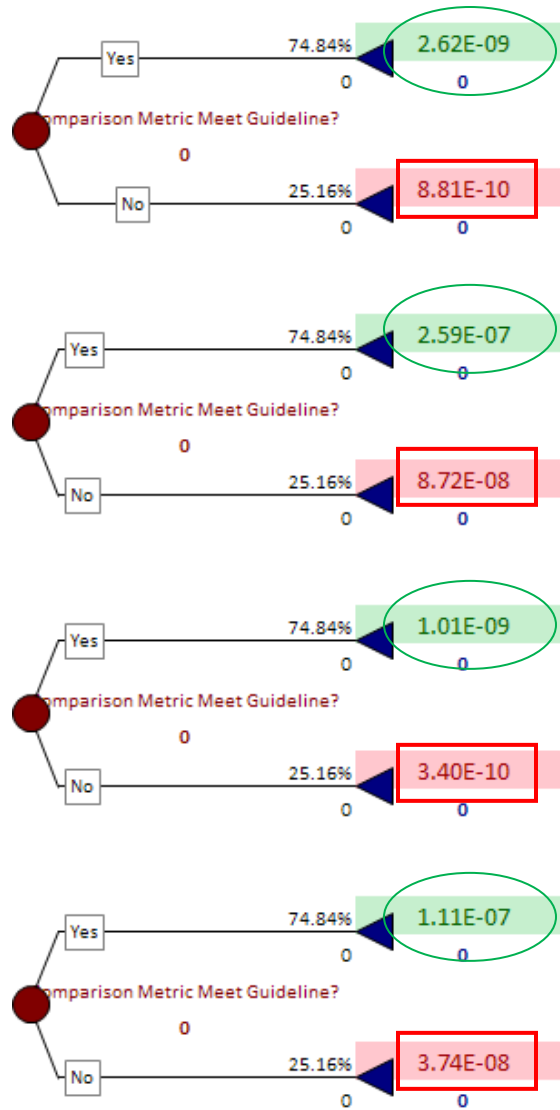 74.84% 2.62E-09
Yes
0 0
omparison Metric Meet Guideline?
0
25.16% 8.81E-10
No
0 0
74.84% 2.59E-07
Yes
0 0
omparison Metric Meet Guideline?
0
25.16% 8.72E-08
No
0 0
74.84% 1.01E-09
Yes
0 0
omparison Metric Meet Guideline?
0
25.16% 3.40E-10
No
0 0
74.84% 1.11E-07
Yes
0 0
omparison Metric Meet Guideline?
0
25.16% 3.74E-08
No
0 0